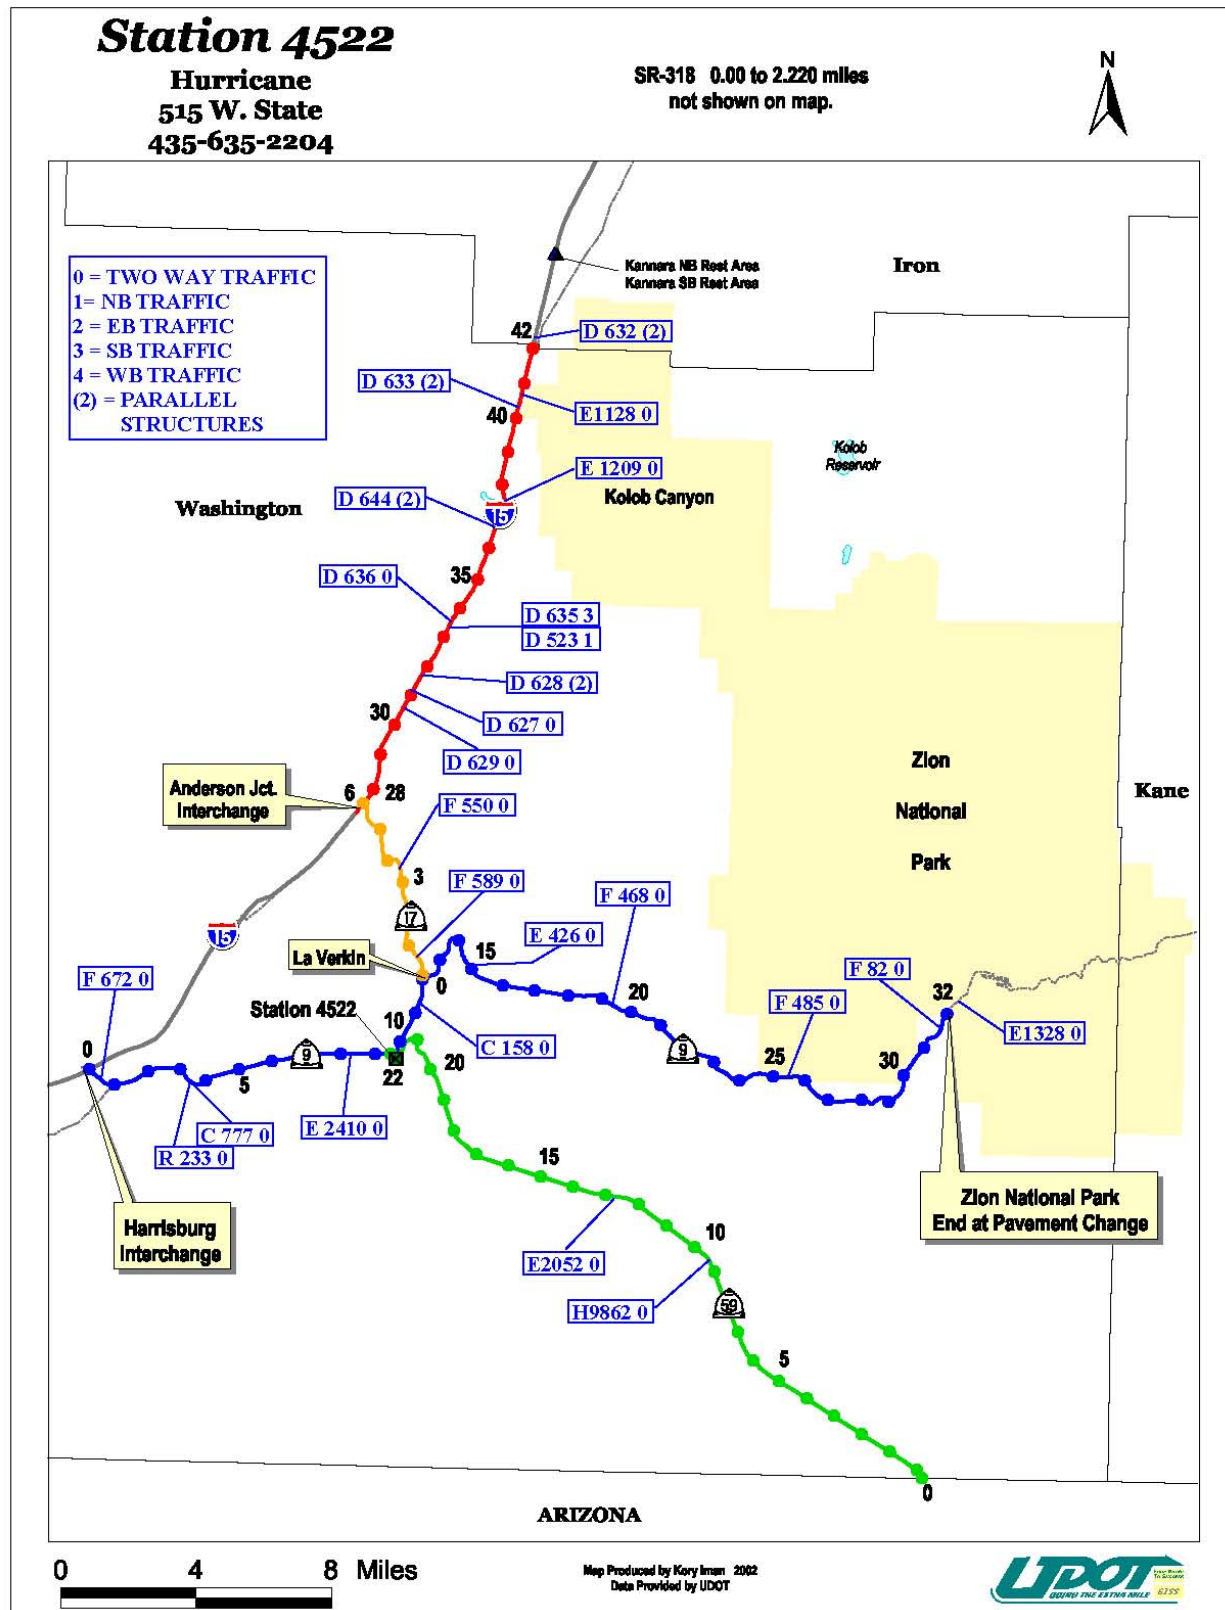 Station 4522
Hurricane
515 W. State
435-635-2204
SR-318 0.00 to 2.220 miles
not shown on map.
N
0 = TWO WAY TRAFFIC
1= NB TRAFFIC
2 = EB TRAFFIC
3 = SB TRAFFIC
4 = WB TRAFFIC
(2) = PARALLEL
STRUCTURES
Kannara NB Rest Area
Kannara SB Rest Area
Iron
42
D 632 (2)
D 633 (2)
40
E1128 0
Kolob
Reservoir
E 1209 0
Kolob Canyon
D 644 (2)
15
Washington
35
D 636 0
D 635 3
D 523 1
D 628 (2)
30
D 627 0
D 629 0
Zion
National
Park
Kane
Anderson Jct.
Interchange
6
28
F 550 0
3
F 589 0
F 468 0
17
15
La Verkin
0
15
E 426 0
F 672 0
Station 4522
20
F 82 0
32
F 485 0
E1328 0
10
C 158 0
0
9
9
5
22
20
25
30
E 2410 0
C 777 0
R 233 0
15
Harrisburg
Interchange
Zion National Park
End at Pavement Change
10
E2052 0
H9862 0
59
5
0
ARIZONA
0 4 8 Miles
Map Produced by Kory Iman 2002
Data Provided by UDOT
UDOT
GOING THE EXTRA MILE